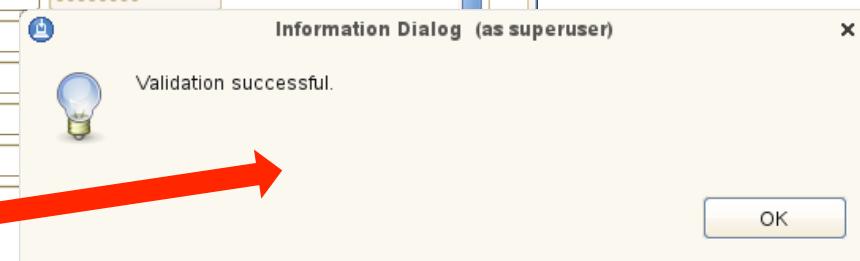 Information Dialog (as superuser)
Validation successful.
OK